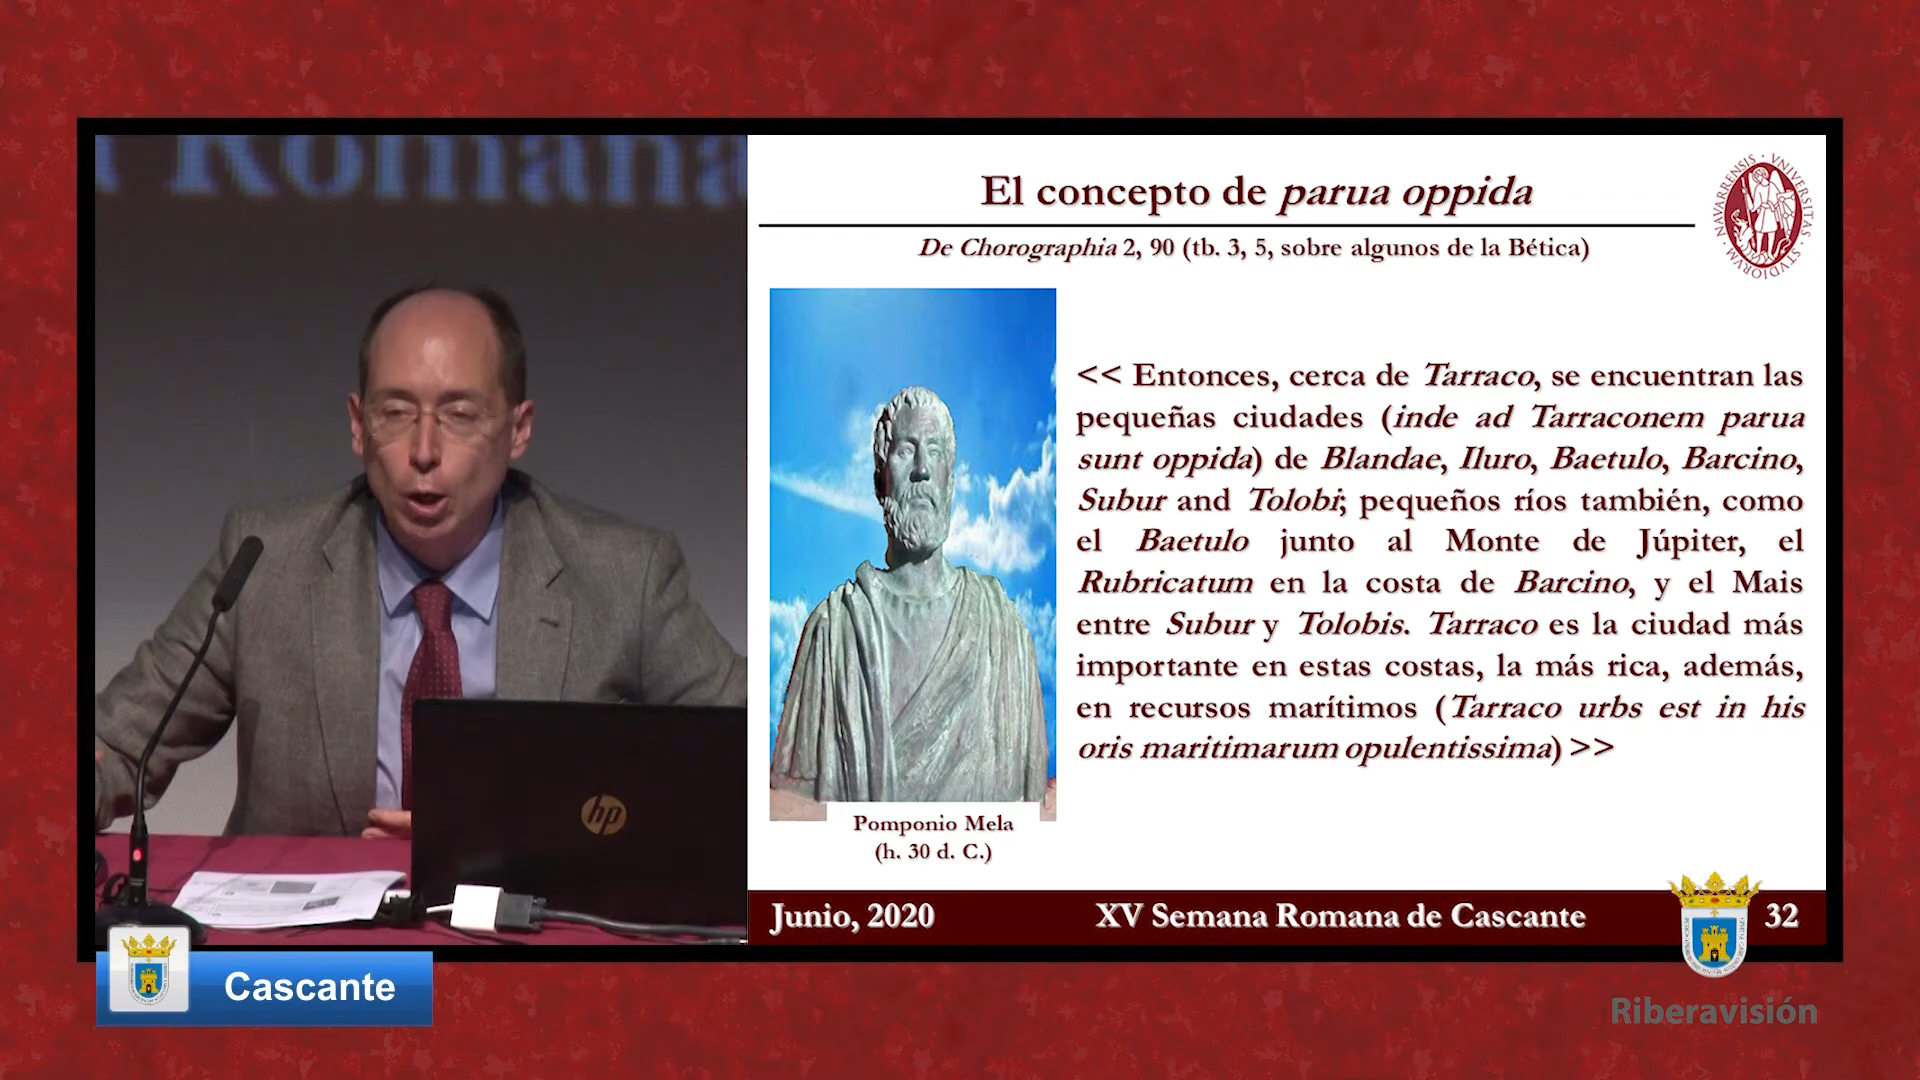 Romana
El concepto de parua oppida
De Chorographia 2, 90 (tb. 3, 5, sobre algunos de la Bética)
NAVARRENSIS · VNIVERSITAS · STVDIORVM
<< Entonces, cerca de Tarraco, se encuentran las
pequeñas ciudades (inde ad Tarraconem parua
sunt oppida) de Blandae, Iluro, Baetulo, Barcino,
Subur and Tolobi; pequeños ríos también, como
el Baetulo junto al Monte de Júpiter, el
Rubricatum en la costa de Barcino, y el Mais
entre Subur y Tolobis. Tarraco es la ciudad más
importante en estas costas, la más rica, además,
en recursos marítimos (Tarraco urbs est in his
oris maritimarum opulentissima) >>
Pomponio Mela
(h. 30 d. C.)
hp
Junio, 2020
XV Semana Romana de Cascante
32
Cascante
Riberavisión